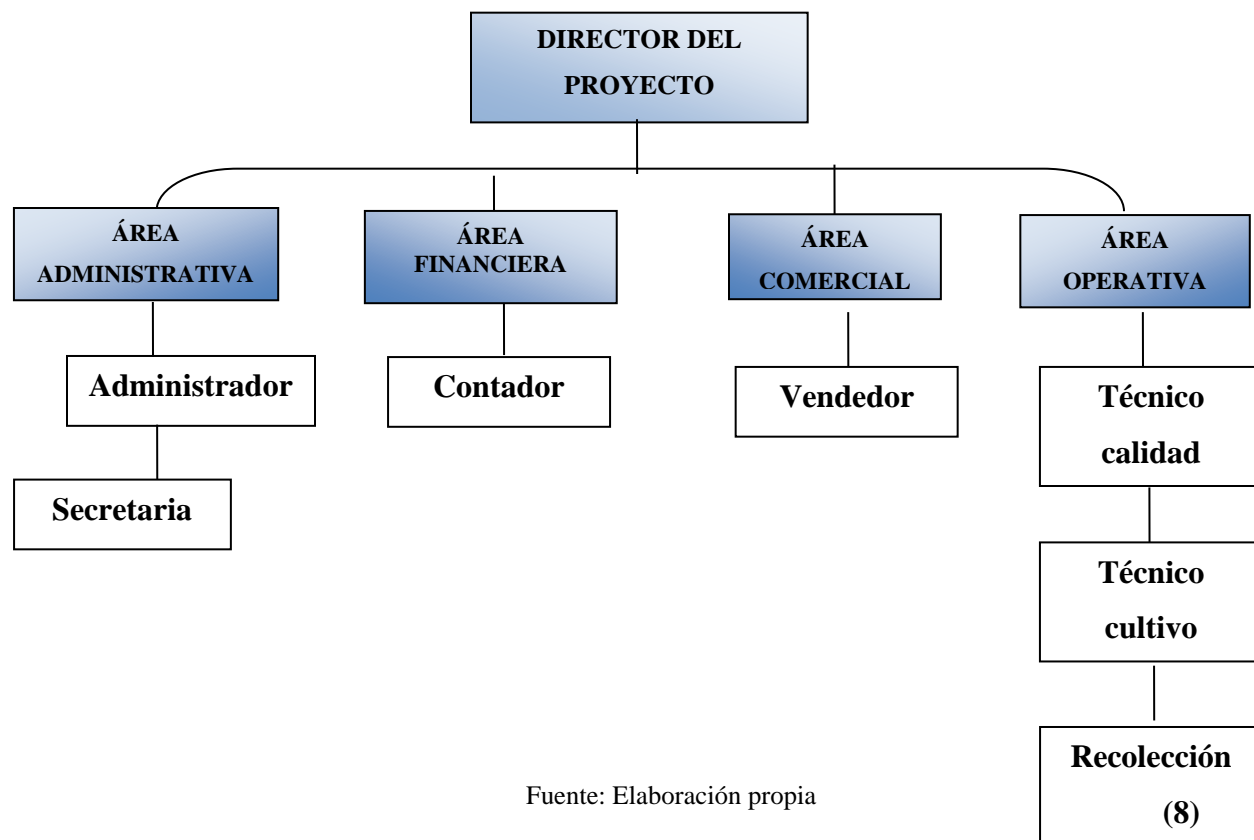 DIRECTOR DEL
PROYECTO
ÁREA
ADMINISTRATIVA
ÁREA
FINANCIERA
ÁREA
COMERCIAL
ÁREA
OPERATIVA
Administrador
Secretaria
Contador
Vendedor
Técnico
calidad
Técnico
cultivo
Recolección
(8)
Fuente: Elaboración propia